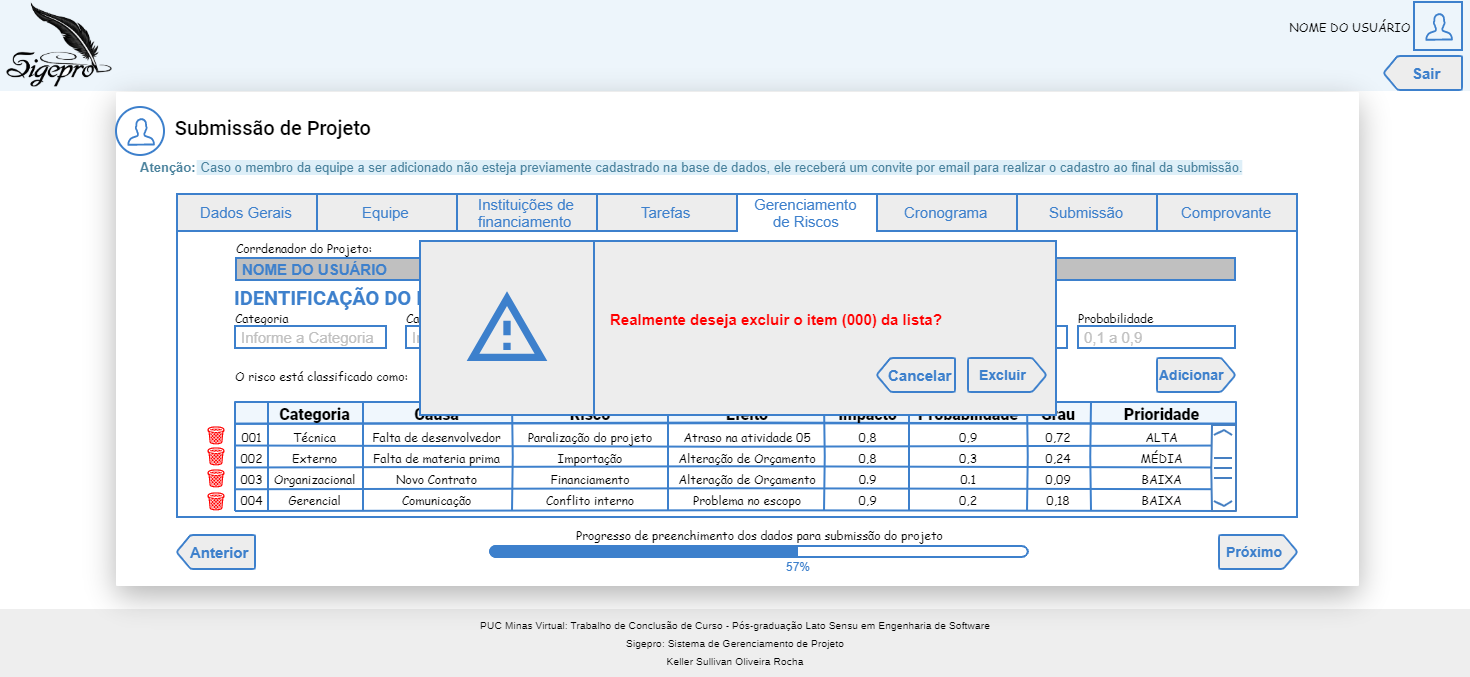 NOME DO USUÁRIO
Sigepro
Sair
Submissão de Projeto
Atenção: Caso o membro da equipe a ser adicionado não esteja previamente cadastrado na base de dados, ele receberá um convite por email para realizar o cadastro ao final da submissão.
Dados Gerais
Equipe
Instituições de
financiamento
Tarefas
Gerenciamento
de Riscos
Cronograma
Submissão
Comprovante
Corrdenador do Projeto:
NOME DO USUÁRIO
IDENTIFICAÇÃO DO
Categoria
Ca
Probabilidade
Informe a Categoria
0,1 a 0,9
Realmente deseja excluir o item (000) da lista?
Cancelar
Excluir
O risco está classificado como:
Adicionar
Categoria Causa Risco Efeito Impacto Probabilidade Grau Prioridade
001 Técnica Falta de desenvolvedor Paralização do projeto Atraso na atividade 05 0,8 0,9 0,72 ALTA
002 Externo Falta de materia prima Importação Alteração de Orçamento 0,8 0,3 0,24 MÉDIA
003 Organizacional Novo Contrato Financiamento Alteração de Orçamento 0.9 0.1 0,09 BAIXA
004 Gerencial Comunicação Conflito interno Problema no escopo 0,9 0,2 0,18 BAIXA
Anterior
Progresso de preenchimento dos dados para submissão do projeto
57%
Próximo
PUC Minas Virtual: Trabalho de Conclusão de Curso - Pós-graduação Lato Sensu em Engenharia de Software
Sigepro: Sistema de Gerenciamento de Projeto
Keller Sullivan Oliveira Rocha